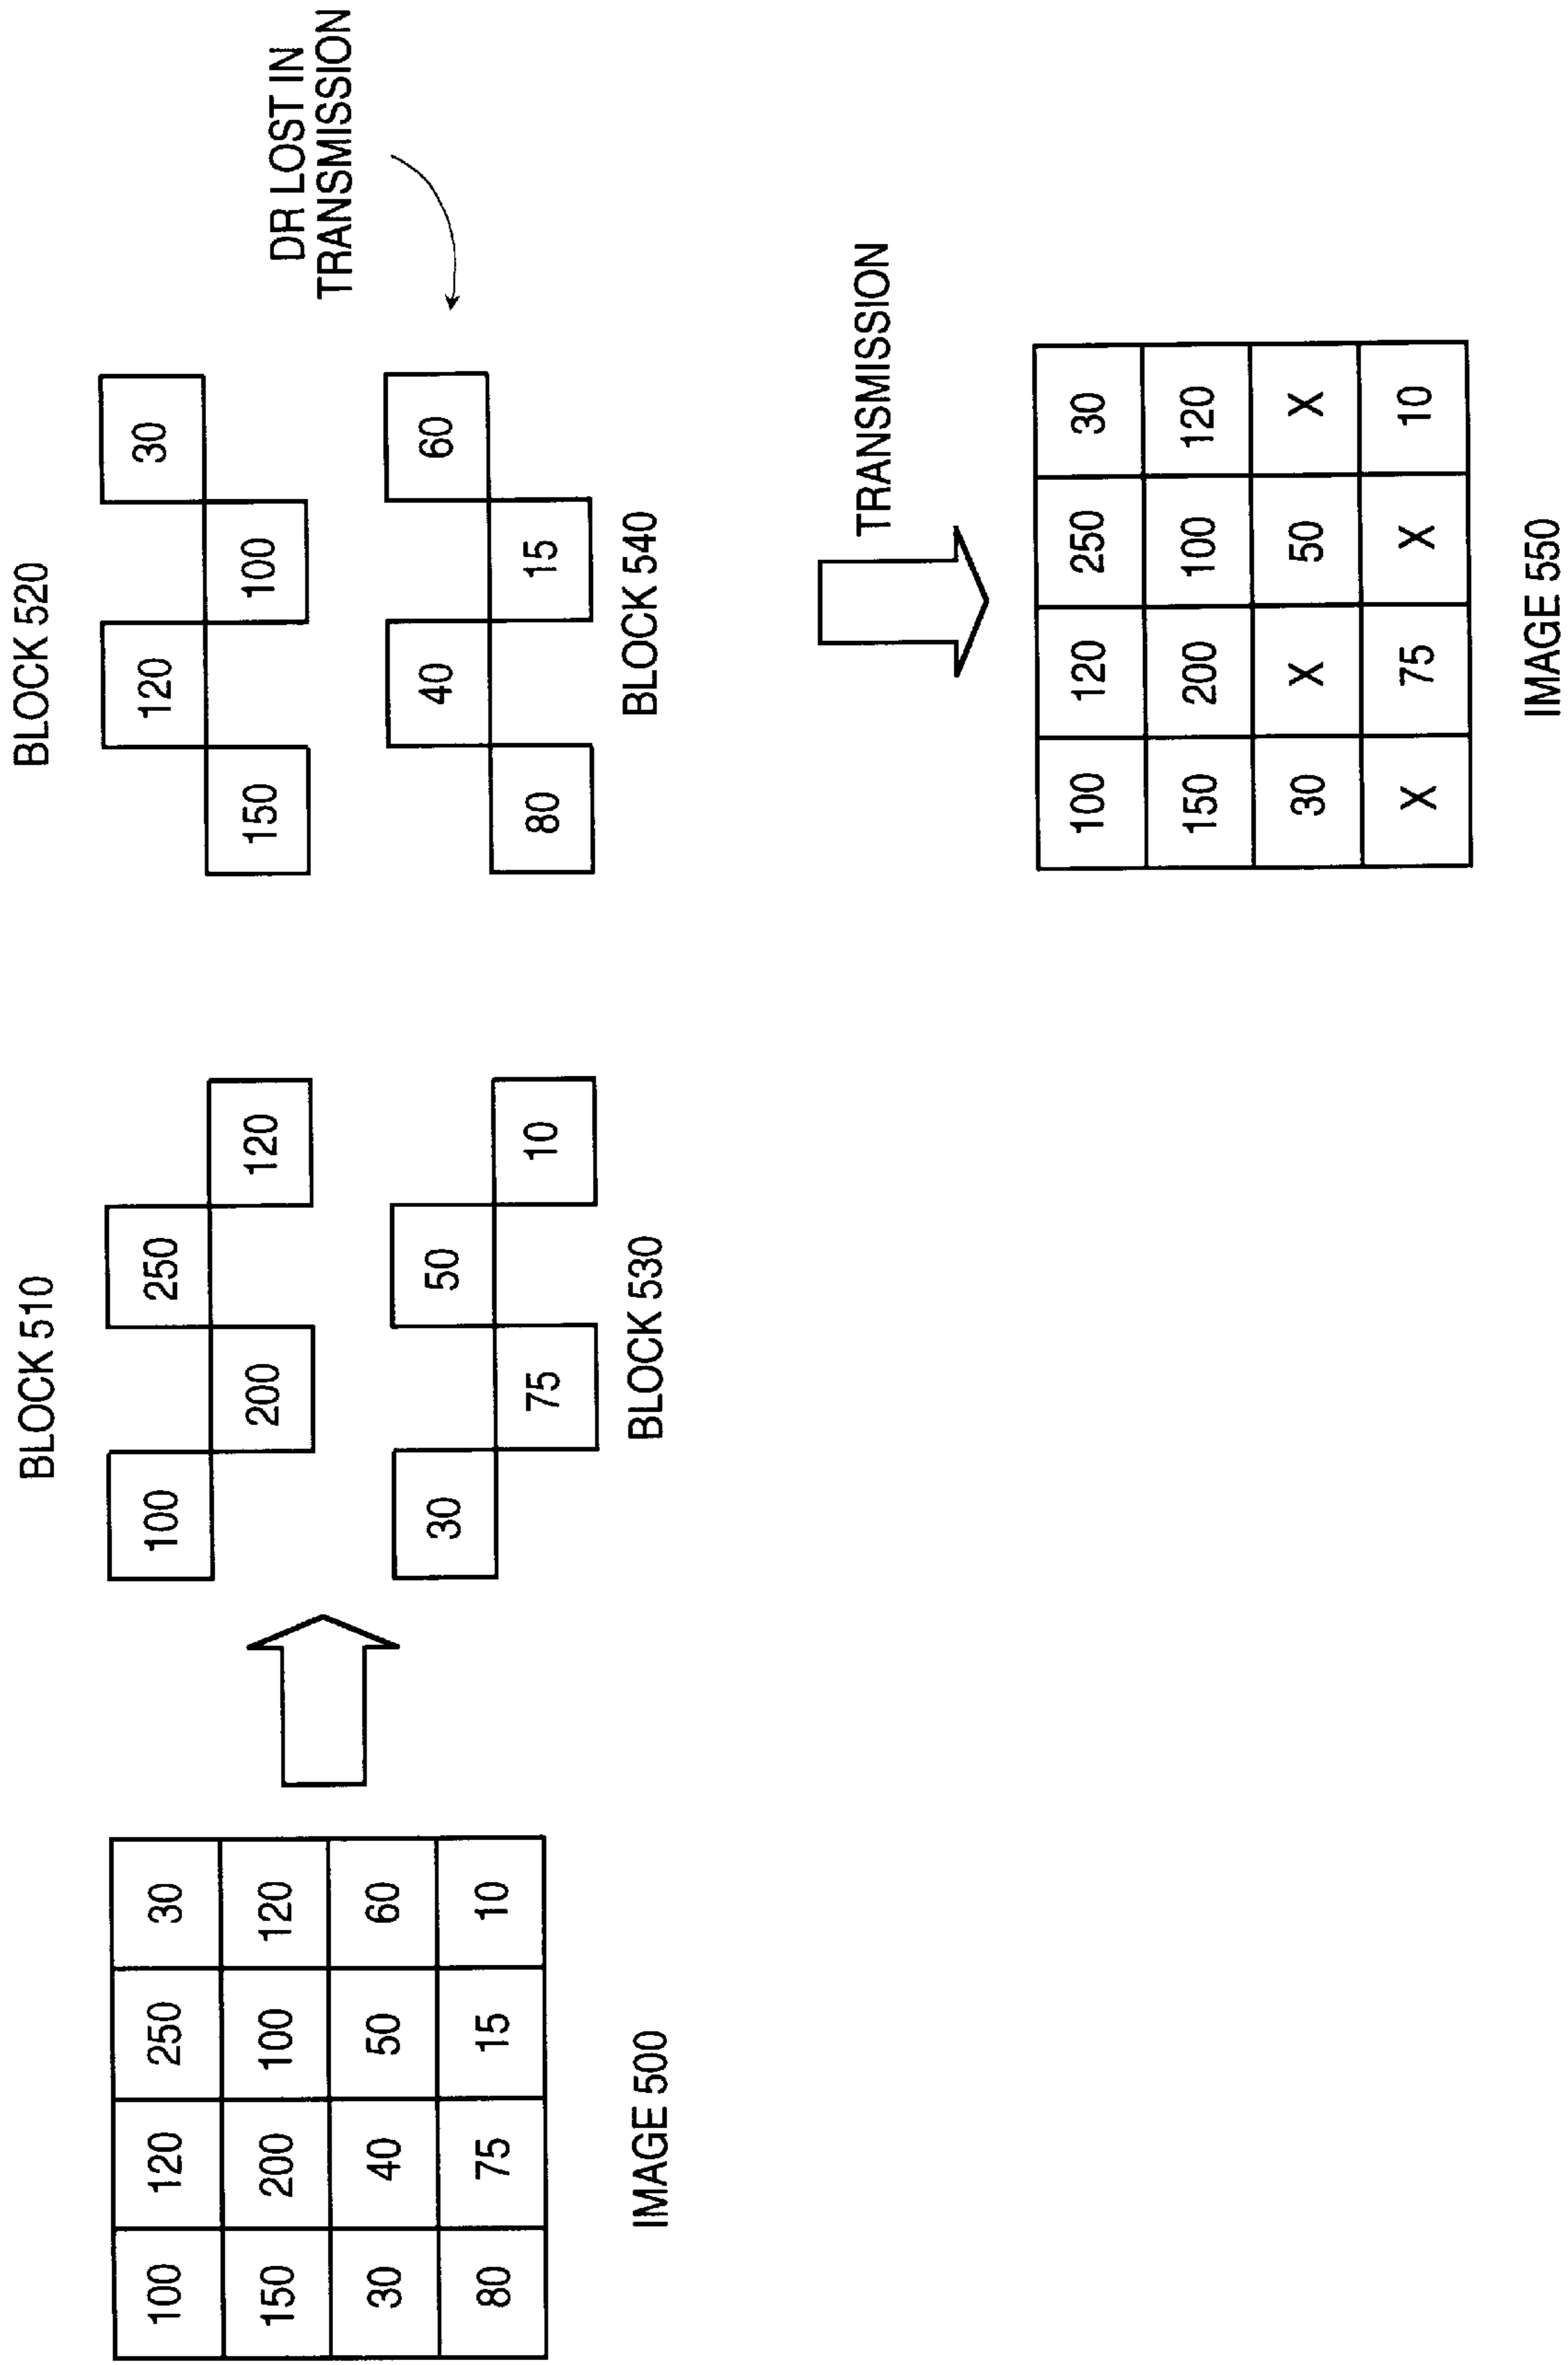 BLOCK 510
BLOCK 520
100 120 250 30
150 200 100 120
30 40 50 60
80 75 15 10
IMAGE 500
100 250
200 120
30 50
75 10
BLOCK 530
120 30
150 100
40 60
80 15
BLOCK 540
DR LOST IN
TRANSMISSION
TRANSMISSION
100 120 250 30
150 200 100 120
30 X 50 X
X 75 X 10
IMAGE 550